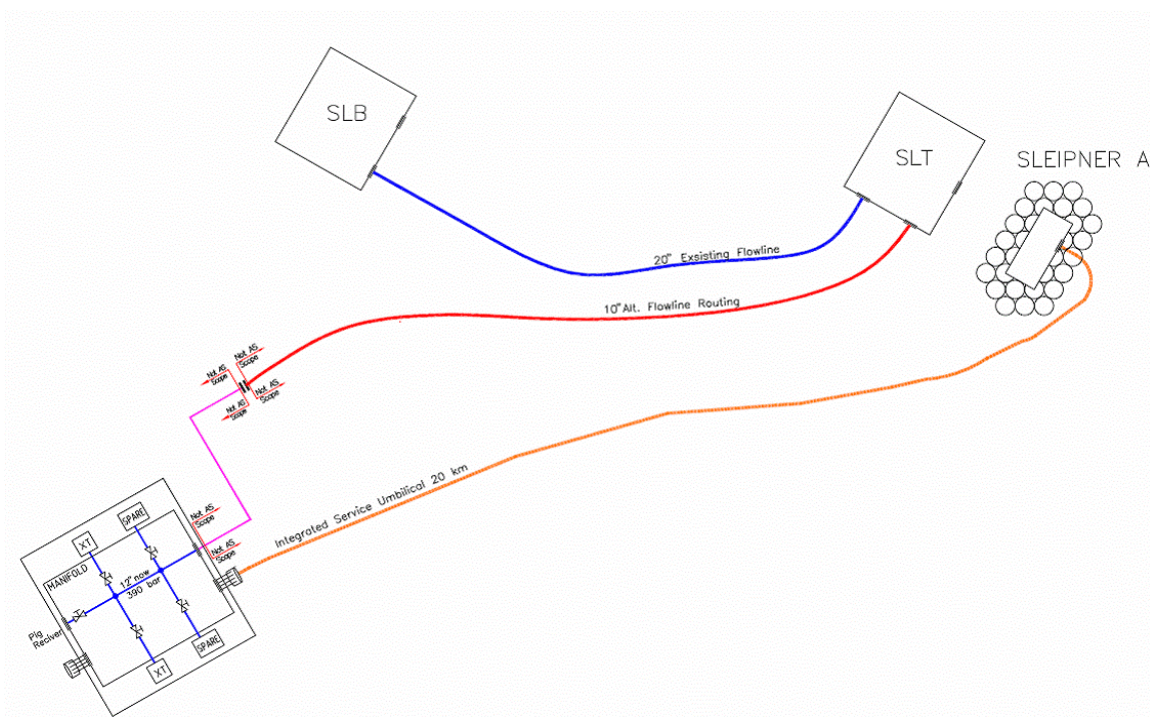 SLB
SLT
SLEIPNER A
20" Exsisting Flowline
10"Alt. Flowline Routing
Not AS
Scope
Not AS
Scope
Not AS
Scope
Not AS
Scope
Integrated Service Umbilical 20 km
Not AS
Scope
Not AS
Scope
SPARE
XT
MANIFOLD
12"now
390 bar
Pig
Reciver
SPARE
XT